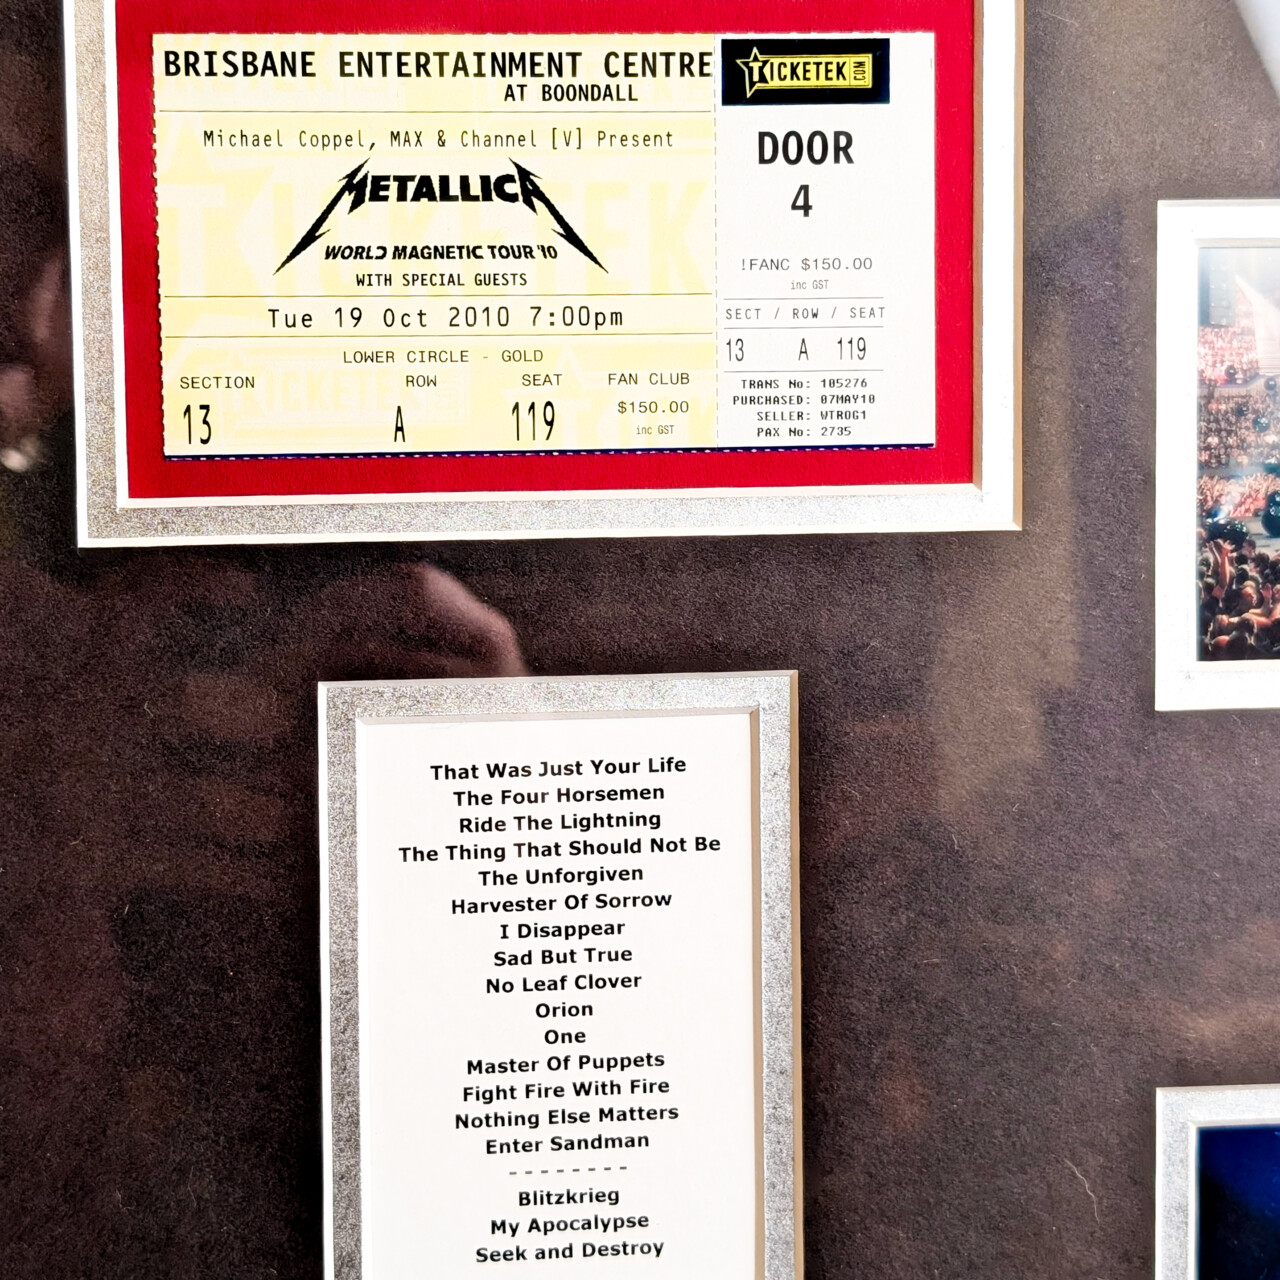 BRISBANE ENTERTAINMENT CENTRE
AT BOONDALL
Michael Coppel, MAX & Channel [V] Present
METALLICA
WORLD MAGNETIC TOUR '10
WITH SPECIAL GUESTS
Tue 19 Oct 2010 7:00pm
LOWER CIRCLE - GOLD
SECTION ROW SEAT FAN CLUB
13 A 119 $150.00
inc GST
TICKETEK.COM
DOOR
4
!FANC $150.00
inc GST
SECT / ROW / SEAT
13 A 119
TRANS No: 105276
PURCHASED: 07MAY10
SELLER: WTROG1
PAX No: 2735
That Was Just Your Life
The Four Horsemen
Ride The Lightning
The Thing That Should Not Be
The Unforgiven
Harvester Of Sorrow
I Disappear
Sad But True
No Leaf Clover
Orion
One
Master Of Puppets
Fight Fire With Fire
Nothing Else Matters
Enter Sandman
--------
Blitzkrieg
My Apocalypse
Seek and Destroy